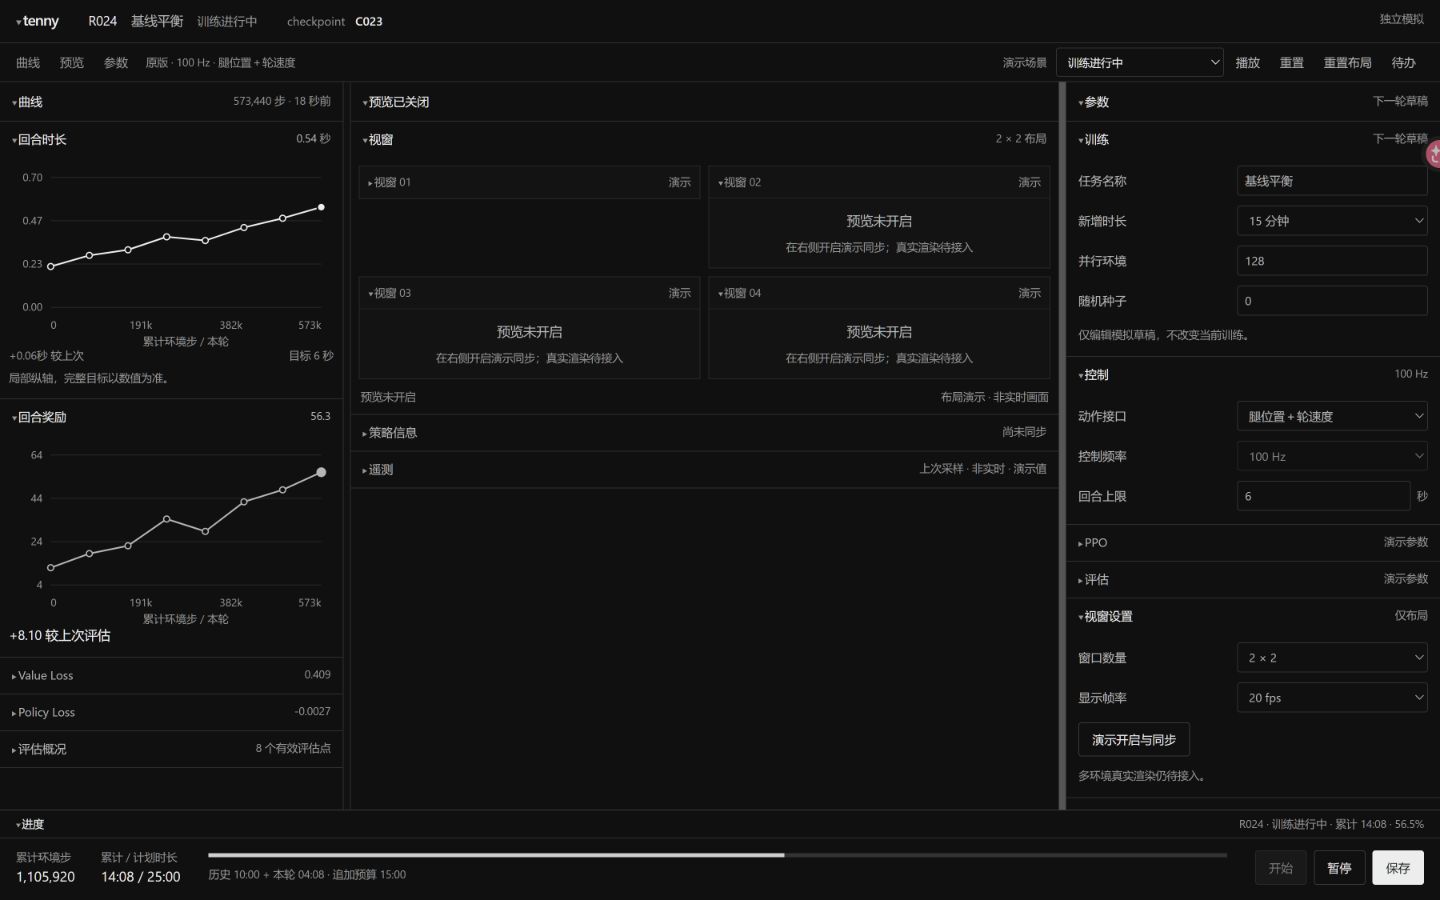 tenny R024 基线平衡 训练进行中 checkpoint C023 独立模拟
曲线 预览 参数 原版 · 100 Hz · 腿位置 + 轮速度 演示场景 训练进行中 播放 重置 重置布局 待办
曲线 573,440 步 · 18 秒前
回合时长 0.54 秒
0.70
0.47
0.23
0.00
0 191k 382k 573k
累计环境步 / 本轮
+0.06秒 较上次 目标 6 秒
局部纵轴，完整目标以数值为准。
回合奖励 56.3
64
44
24
4
0 191k 382k 573k
累计环境步 / 本轮
+8.10 较上次评估
Value Loss 0.409
Policy Loss -0.0027
评估概况 8 个有效评估点
预览已关闭
视窗 2 × 2 布局
视窗 01 演示
视窗 02 演示
预览未开启
在右侧开启演示同步；真实渲染待接入
视窗 03 演示
预览未开启
在右侧开启演示同步；真实渲染待接入
视窗 04 演示
预览未开启
在右侧开启演示同步；真实渲染待接入
预览未开启 布局演示 · 非实时画面
策略信息 尚未同步
遥测 上次采样 · 非实时 · 演示值
参数 下一轮草稿
训练 下一轮草稿
任务名称 基线平衡
新增时长 15 分钟
并行环境 128
随机种子 0
仅编辑模拟草稿，不改变当前训练。
控制 100 Hz
动作接口 腿位置 + 轮速度
控制频率 100 Hz
回合上限 6 秒
PPO 演示参数
评估 演示参数
视窗设置 仅布局
窗口数量 2 × 2
显示帧率 20 fps
演示开启与同步
多环境真实渲染仍待接入。
进度 R024 · 训练进行中 · 累计 14:08 · 56.5%
累计环境步 累计 / 计划时长
1,105,920 14:08 / 25:00
历史 10:00 + 本轮 04:08 · 追加预算 15:00
开始 暂停 保存